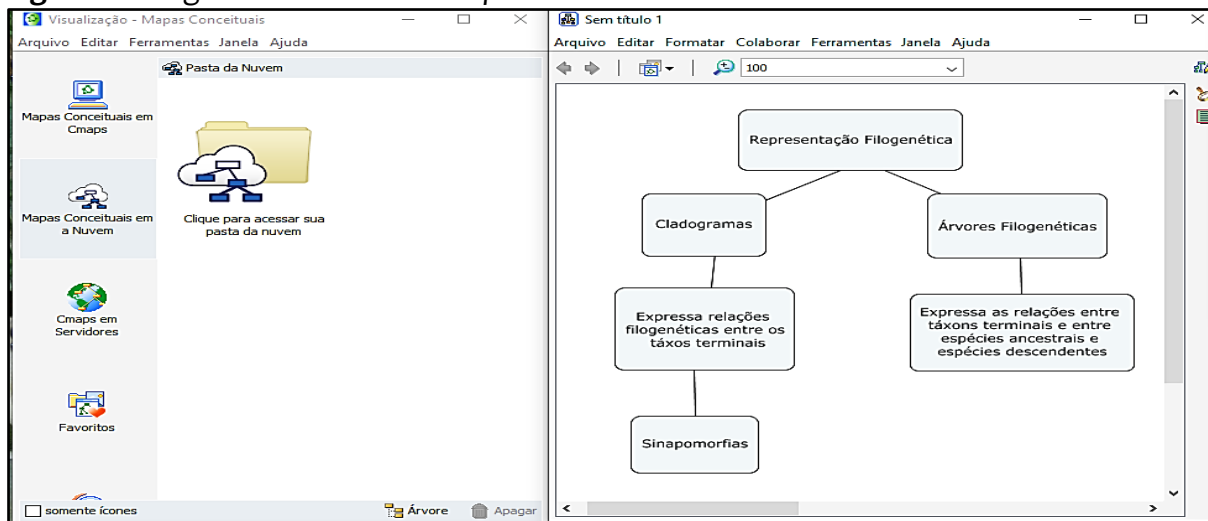 Visualização - Mapas Conceituais
Arquivo Editar Ferramentas Janela Ajuda
Pasta da Nuvem
Mapas Conceituais em
Cmaps
Mapas Conceituais em
a Nuvem
Clique para acessar sua
pasta da nuvem
Cmaps em
Servidores
Favoritos
somente ícones
Árvore
Apagar
Sem título 1
Arquivo Editar Formatar Colaborar Ferramentas Janela Ajuda
100
Representação Filogenética
Cladogramas
Árvores Filogenéticas
Expressa relações
filogenéticas entre os
táxos terminais
Expressa as relações entre
táxons terminais e entre
espécies ancestrais e
espécies descendentes
Sinapomorfias